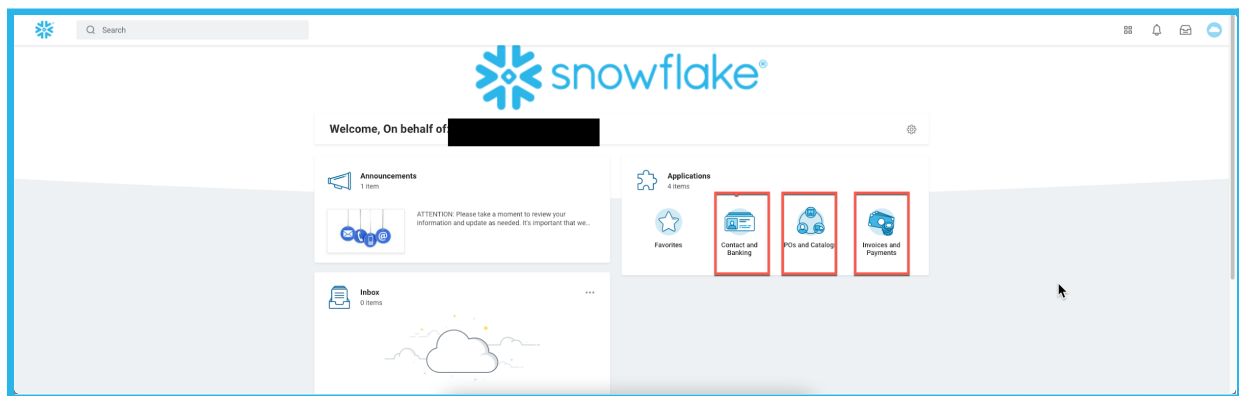 Search
snowflake®
Welcome, On behalf of:
Announcements
1 item
ATTENTION: Please take a moment to review your
information and update as needed. It's important that we...
Applications
4 items
Favorites
Contact and
Banking
POs and Catalog
Invoices and
Payments
Inbox
0 items